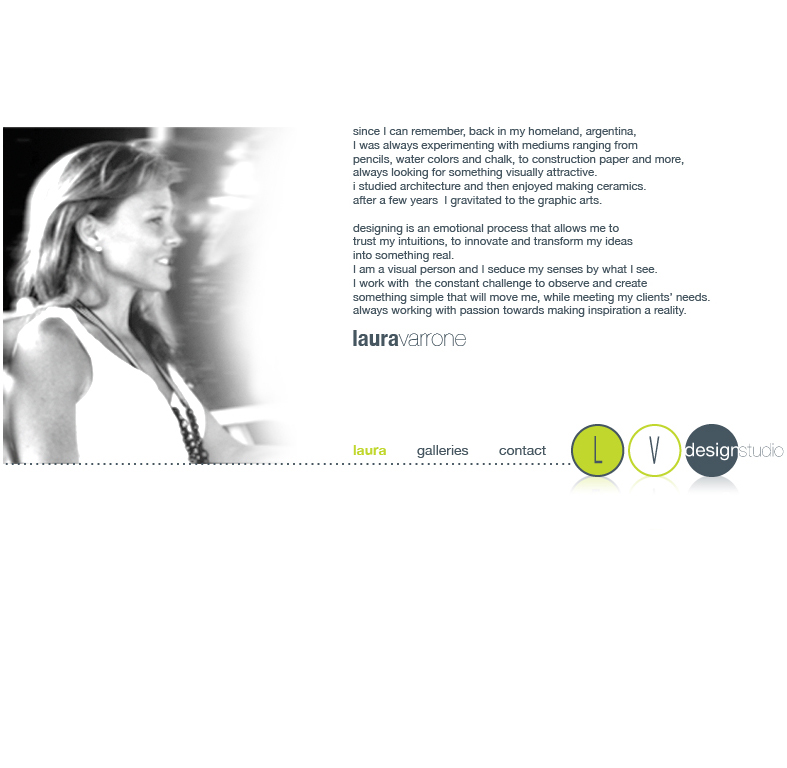 since I can remember, back in my homeland, argentina,
I was always experimenting with mediums ranging from
pencils, water colors and chalk, to construction paper and more,
always looking for something visually attractive.
i studied architecture and then enjoyed making ceramics.
after a few years I gravitated to the graphic arts.
designing is an emotional process that allows me to
trust my intuitions, to innovate and transform my ideas
into something real.
I am a visual person and I seduce my senses by what I see.
I work with the constant challenge to observe and create
something simple that will move me, while meeting my clients' needs.
always working with passion towards making inspiration a reality.
lauravarrone
laura galleries contact L V designstudio